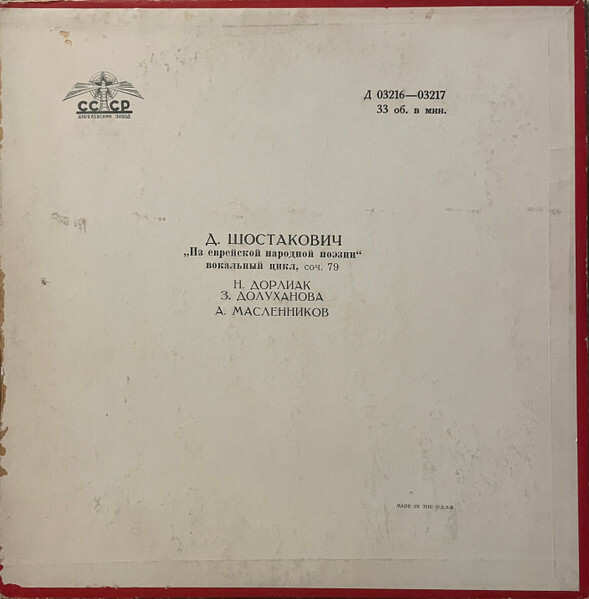 СССР
АПРЕЛЕВСКИЙ ЗАВОД
Д 03216—03217
33 об. в мин.
Д. ШОСТАКОВИЧ
„Из еврейской народной поэзии“
вокальный цикл, соч. 79
Н. ДОРЛИАК
З. ДОЛУХАНОВА
А. МАСЛЕННИКОВ
MADE IN THE U.S.S.R